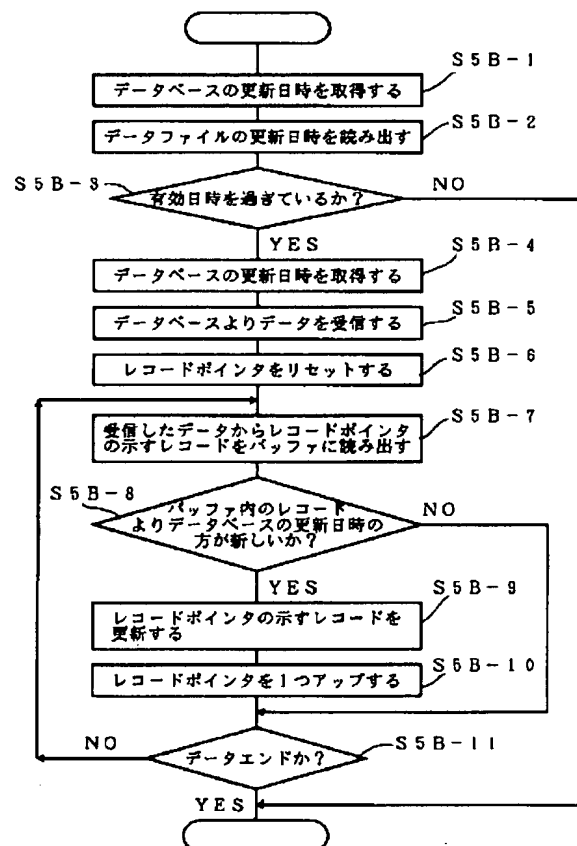 S5B-1
データベースの更新日時を取得する
S5B-2
データファイルの更新日時を読み出す
S5B-3
有効日時を過ぎているか?
NO
YES
S5B-4
データベースの更新日時を取得する
S5B-5
データベースよりデータを受信する
S5B-6
レコードポインタをリセットする
S5B-7
受信したデータからレコードポインタ
の示すレコードをバッファに読み出す
S5B-8
バッファ内のレコード
よりデータベースの更新日時の
方が新しいか?
NO
YES
S5B-9
レコードポインタの示すレコードを
更新する
S5B-10
レコードポインタを1つアップする
S5B-11
データエンドか?
NO
YES